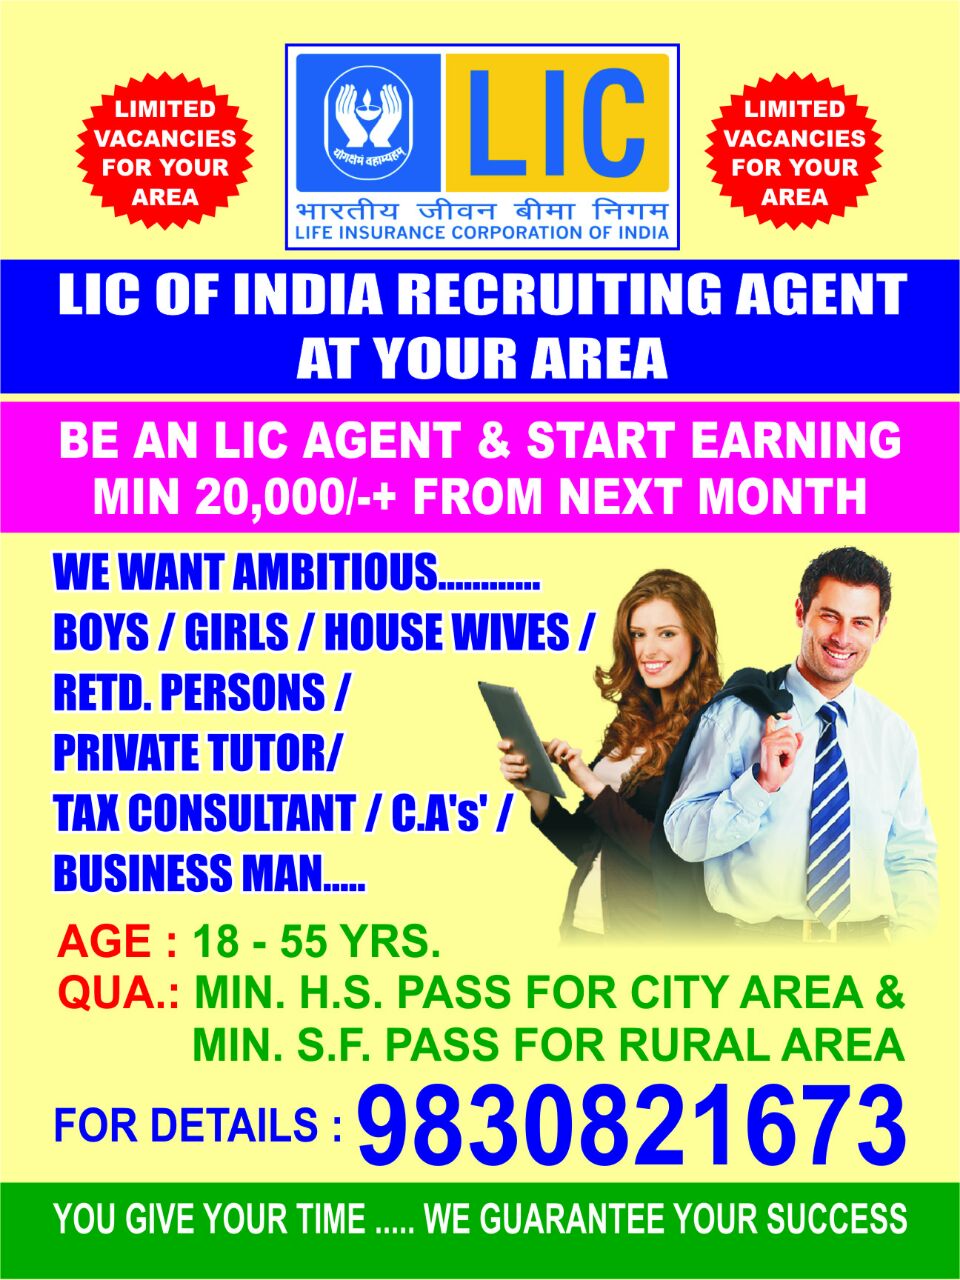 LIMITED
VACANCIES
FOR YOUR
AREA
योगक्षेमं वहाम्यहम्
LIC
भारतीय जीवन बीमा निगम
LIFE INSURANCE CORPORATION OF INDIA
LIMITED
VACANCIES
FOR YOUR
AREA
LIC OF INDIA RECRUITING AGENT
AT YOUR AREA
BE AN LIC AGENT & START EARNING
MIN 20,000/-+ FROM NEXT MONTH
WE WANT AMBITIOUS............
BOYS / GIRLS / HOUSE WIVES /
RETD. PERSONS /
PRIVATE TUTOR/
TAX CONSULTANT / C.A's' /
BUSINESS MAN.....
AGE : 18 - 55 YRS.
QUA.: MIN. H.S. PASS FOR CITY AREA &
MIN. S.F. PASS FOR RURAL AREA
FOR DETAILS : 9830821673
YOU GIVE YOUR TIME ..... WE GUARANTEE YOUR SUCCESS